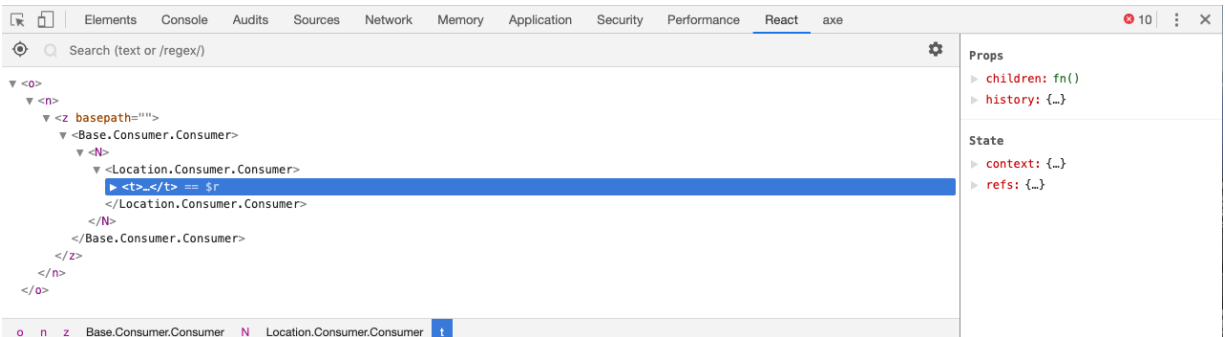 Elements Console Audits Sources Network Memory Application Security Performance React axe 10
Search (text or /regex/)
▼ <o>
▼ <n>
▼ <z basepath="">
▼ <Base.Consumer.Consumer>
▼ <N>
▼ <Location.Consumer.Consumer>
▶ <t>…</t> == $r
</Location.Consumer.Consumer>
</N>
</Base.Consumer.Consumer>
</z>
</n>
</o>
o n z Base.Consumer.Consumer N Location.Consumer.Consumer t
Props
▶ children: fn()
▶ history: {…}
State
▶ context: {…}
▶ refs: {…}